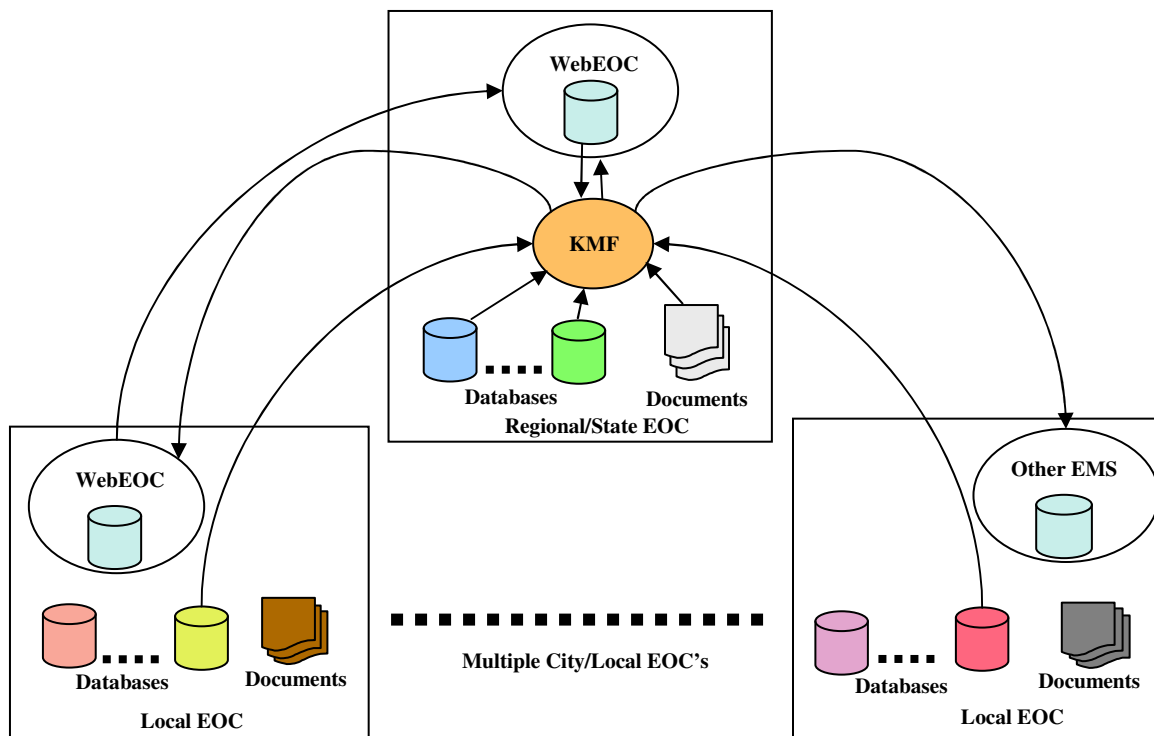 WebEOC
KMF
Databases
Documents
Regional/State EOC
WebEOC
Databases
Documents
Local EOC
Multiple City/Local EOC’s
Other EMS
Databases
Documents
Local EOC